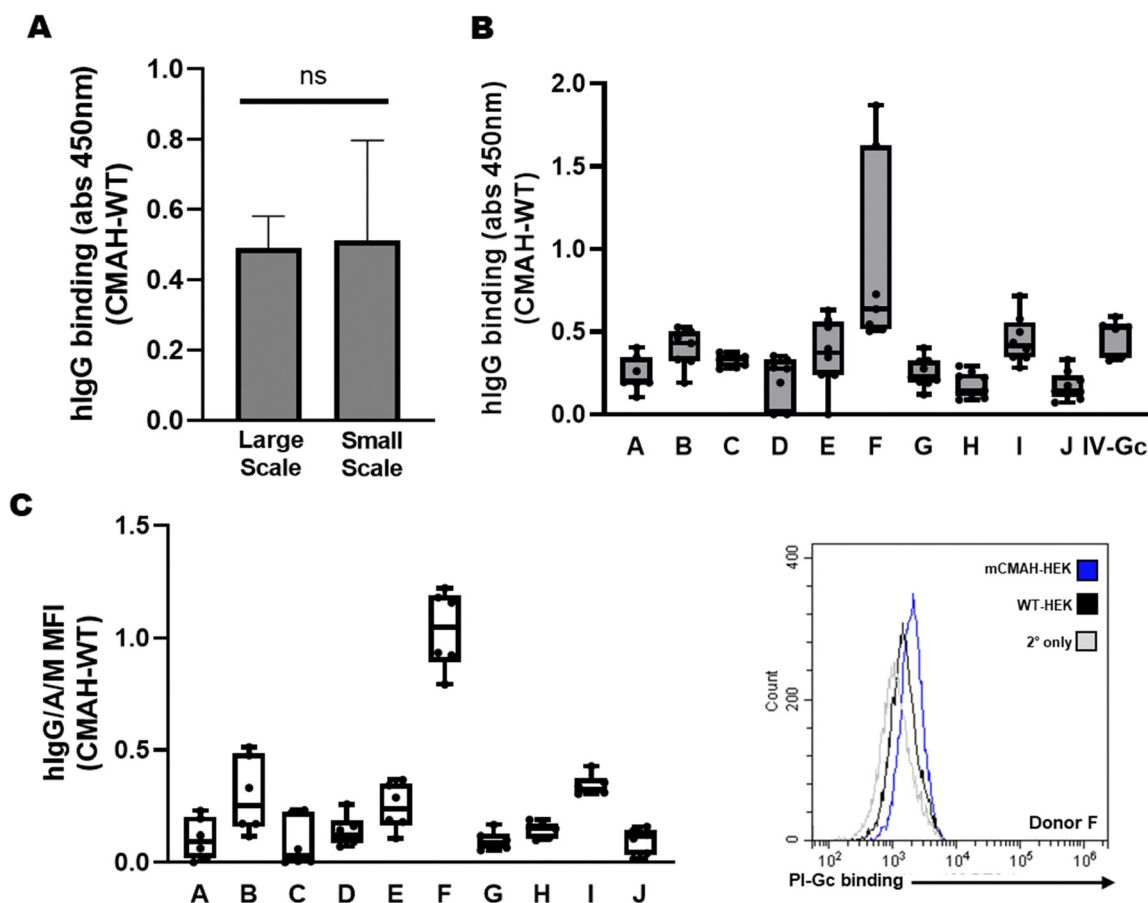 A
hIgG binding (abs 450nm)
(CMAH-WT)
1.0
0.8
0.6
0.4
0.2
0.0
ns
Large Scale
Small Scale
B
hIgG binding (abs 450nm)
(CMAH-WT)
2.0
1.5
1.0
0.5
0.0
A B C D E F G H I J IV-Gc
C
hIgG/A/M MFI
(CMAH-WT)
1.5
1.0
0.5
0.0
A B C D E F G H I J
Count
400
200
0
mCMAH-HEK
WT-HEK
2° only
Donor F
10² 10³ 10⁴ 10⁵ 10⁶
PI-Gc binding